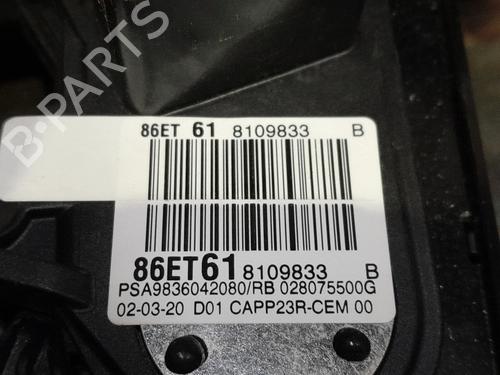 B-PARTS
86ET 61 8109833 B
86ET61 8109833 B
PSA9836042080/RB 028075500G
02-03-20 D01 CAPP23R-CEM 00